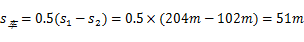 s车 = 0.5(s₁ − s₂) = 0.5 × (204m − 102m) = 51m